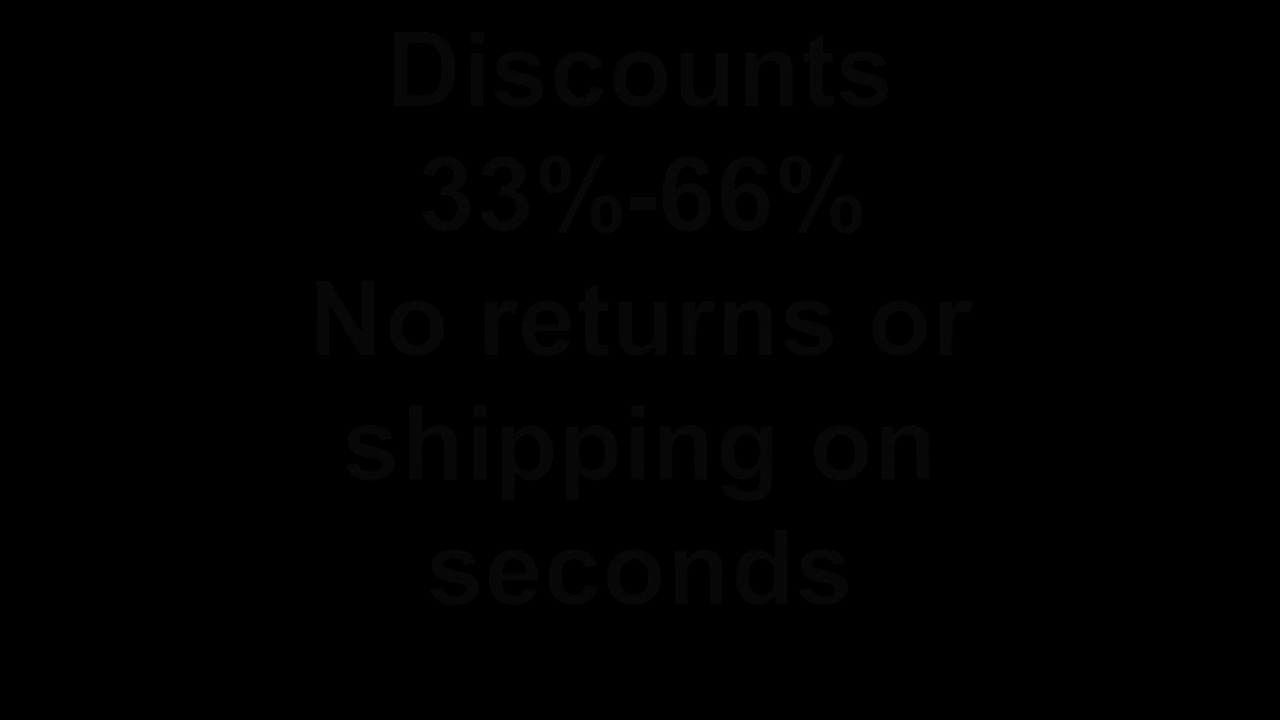 Discounts
33%-66%
No returns or
shipping on
seconds